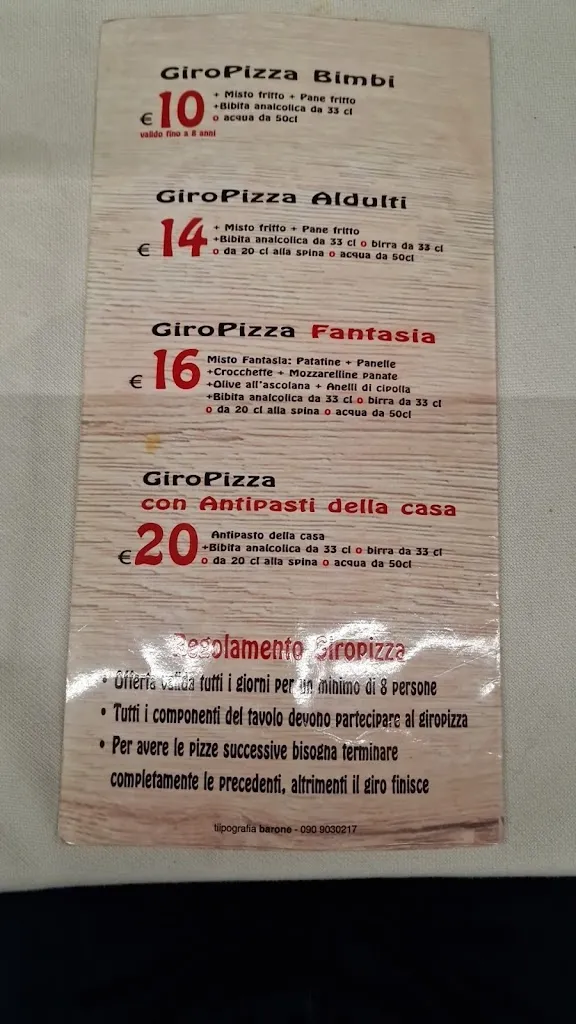 GiroPizza Bimbi
€ 10 + Misto fritto + Pane fritto
+Bibita analcolica da 33 cl
o acqua da 50cl
valido fino a 8 anni
GiroPizza Aldulti
€ 14 + Misto fritto + Pane fritto
+Bibita analcolica da 33 cl o birra da 33 cl
o da 20 cl alla spina o acqua da 50cl
GiroPizza Fantasia
€ 16 Misto Fantasia: Patatine + Panelle
+Crocchette + Mozzarelline panate
+Olive all'ascolana + Anelli di cipolla
+Bibita analcolica da 33 cl o birra da 33 cl
o da 20 cl alla spina o acqua da 50cl
GiroPizza
con Antipasti della casa
€ 20 Antipasto della casa
+Bibita analcolica da 33 cl o birra da 33 cl
o da 20 cl alla spina o acqua da 50cl
Regolamento Giropizza
• Offerta valida tutti i giorni per un minimo di 8 persone
• Tutti i componenti del tavolo devono partecipare al giropizza
• Per avere le pizze successive bisogna terminare
completamente le precedenti, altrimenti il giro finisce
tiipografia barone - 090 9030217